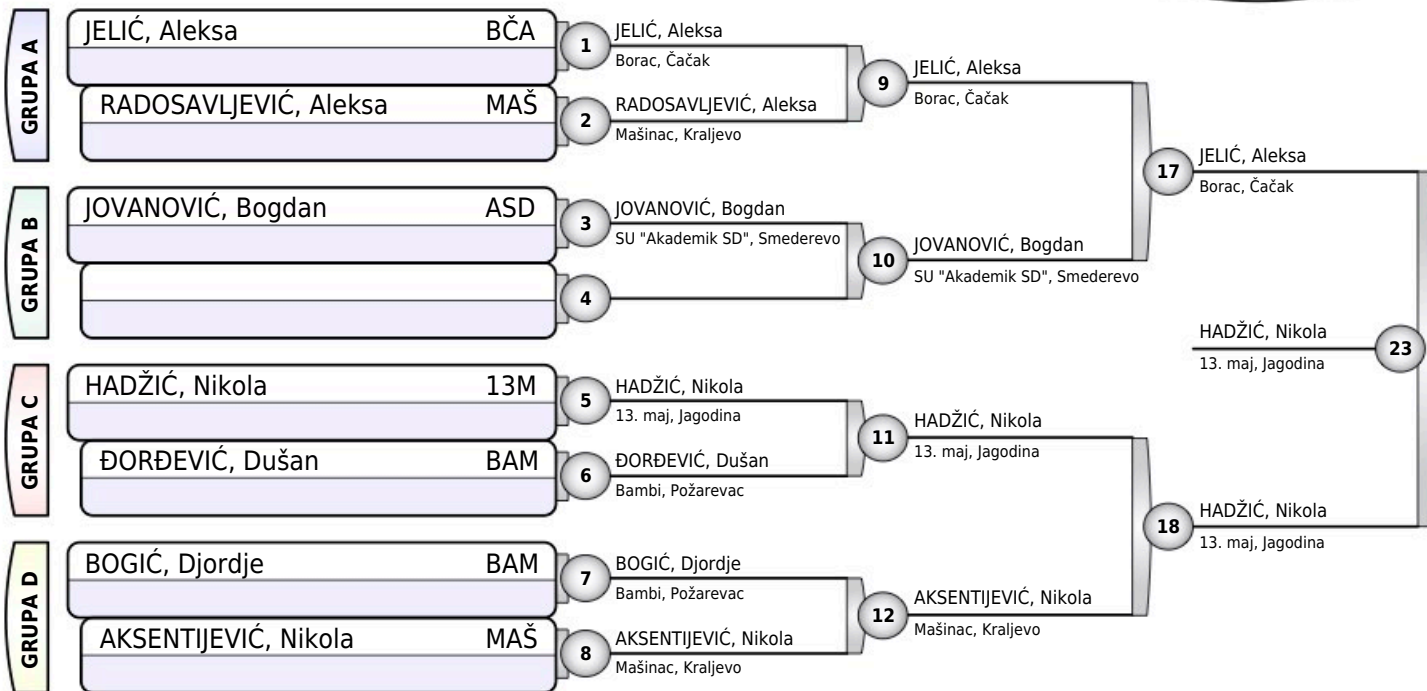 GRUPA A
JELIĆ, Aleksa BČA
RADOSAVLJEVIĆ, Aleksa MAŠ
1
JELIĆ, Aleksa
Borac, Čačak
2
RADOSAVLJEVIĆ, Aleksa
Mašinac, Kraljevo
9
JELIĆ, Aleksa
Borac, Čačak
GRUPA B
JOVANOVIĆ, Bogdan ASD
3
JOVANOVIĆ, Bogdan
SU "Akademik SD", Smederevo
4
10
JOVANOVIĆ, Bogdan
SU "Akademik SD", Smederevo
17
JELIĆ, Aleksa
Borac, Čačak
GRUPA C
HADŽIĆ, Nikola 13M
ĐORĐEVIĆ, Dušan BAM
5
HADŽIĆ, Nikola
13. maj, Jagodina
6
ĐORĐEVIĆ, Dušan
Bambi, Požarevac
11
HADŽIĆ, Nikola
13. maj, Jagodina
GRUPA D
BOGIĆ, Djordje BAM
AKSENTIJEVIĆ, Nikola MAŠ
7
BOGIĆ, Djordje
Bambi, Požarevac
8
AKSENTIJEVIĆ, Nikola
Mašinac, Kraljevo
12
AKSENTIJEVIĆ, Nikola
Mašinac, Kraljevo
18
HADŽIĆ, Nikola
13. maj, Jagodina
HADŽIĆ, Nikola
13. maj, Jagodina
23